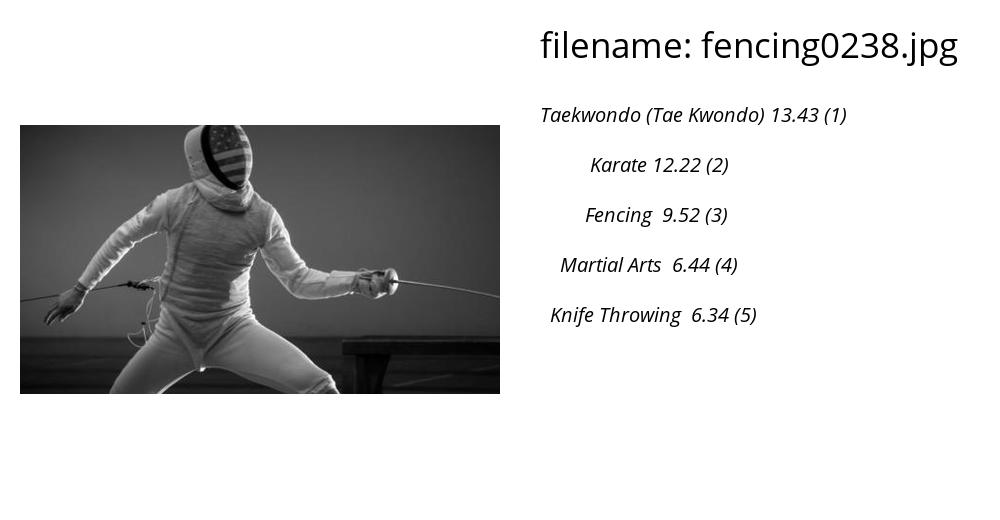 filename: fencing0238.jpg
Taekwondo (Tae Kwondo) 13.43 (1)
Karate 12.22 (2)
Fencing 9.52 (3)
Martial Arts 6.44 (4)
Knife Throwing 6.34 (5)